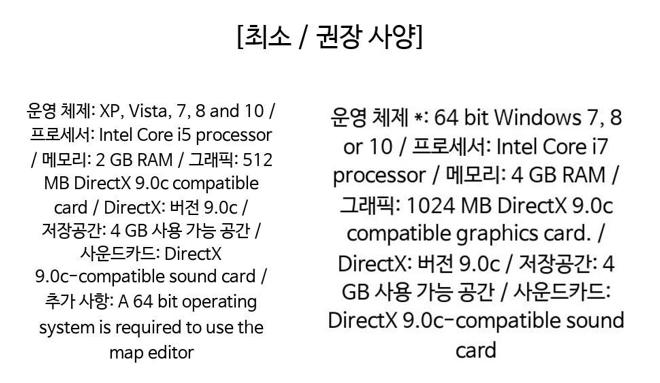 [최소 / 권장 사양]
운영 체제: XP, Vista, 7, 8 and 10 /
프로세서: Intel Core i5 processor
/ 메모리: 2 GB RAM / 그래픽: 512
MB DirectX 9.0c compatible
card / DirectX: 버전 9.0c /
저장공간: 4 GB 사용 가능 공간 /
사운드카드: DirectX
9.0c-compatible sound card /
추가 사항: A 64 bit operating
system is required to use the
map editor
운영 체제 *: 64 bit Windows 7, 8
or 10 / 프로세서: Intel Core i7
processor / 메모리: 4 GB RAM /
그래픽: 1024 MB DirectX 9.0c
compatible graphics card. /
DirectX: 버전 9.0c / 저장공간: 4
GB 사용 가능 공간 / 사운드카드:
DirectX 9.0c-compatible sound
card